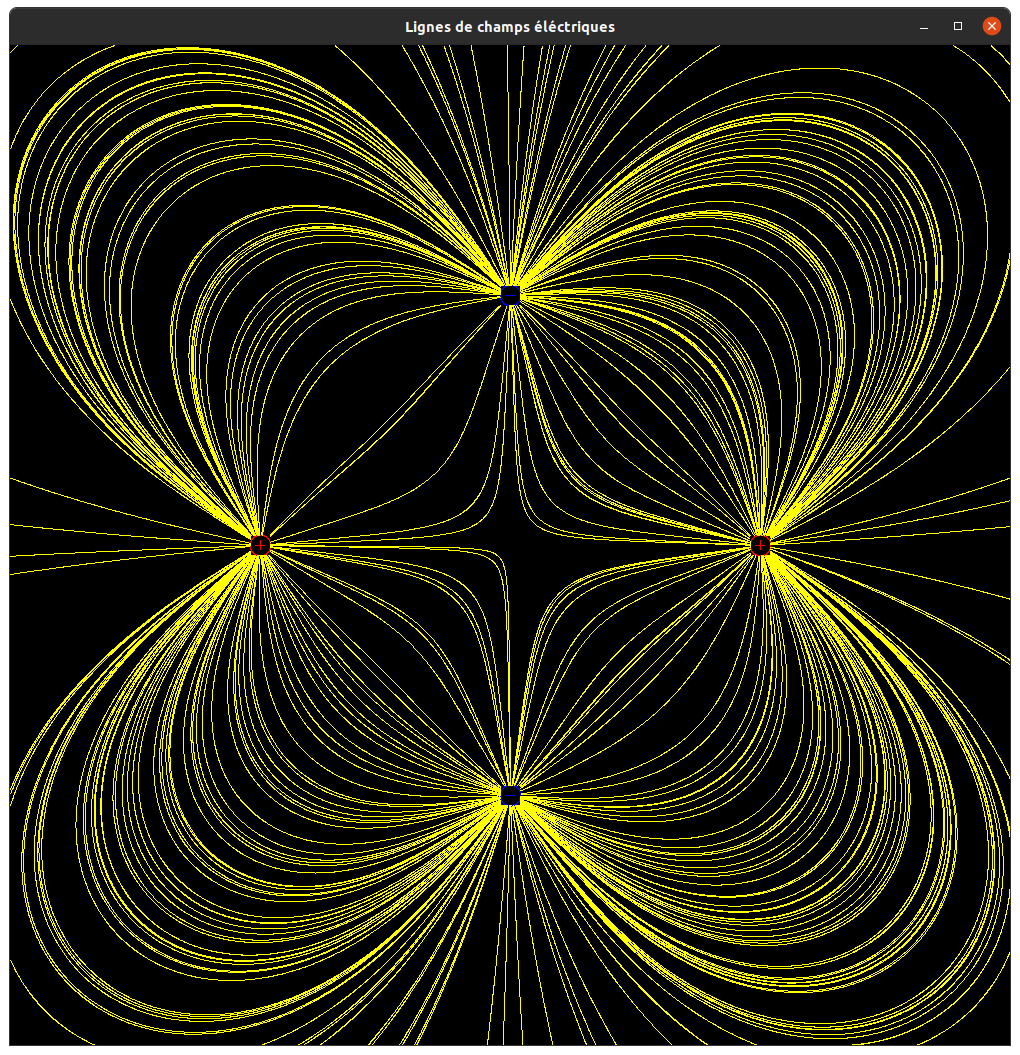 Lignes de champs éléctriques
−
+ +
−